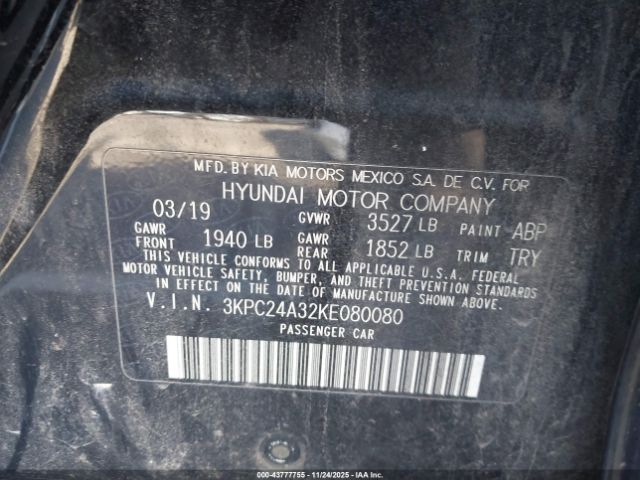 MFD. BY KIA MOTORS MEXICO S.A. DE C.V. FOR
HYUNDAI MOTOR COMPANY
03/19 GVWR 3527 LB PAINT ABP
GAWR FRONT 1940 LB GAWR REAR 1852 LB TRIM TRY
THIS VEHICLE CONFORMS TO ALL APPLICABLE U.S.A. FEDERAL
MOTOR VEHICLE SAFETY, BUMPER, AND THEFT PREVENTION STANDARDS
IN EFFECT ON THE DATE OF MANUFACTURE SHOWN ABOVE.
V.I.N. 3KPC24A32KE080080
PASSENGER CAR
© COPYRIGHT 00-43777755 - 11/24/2025 - IAA Inc.